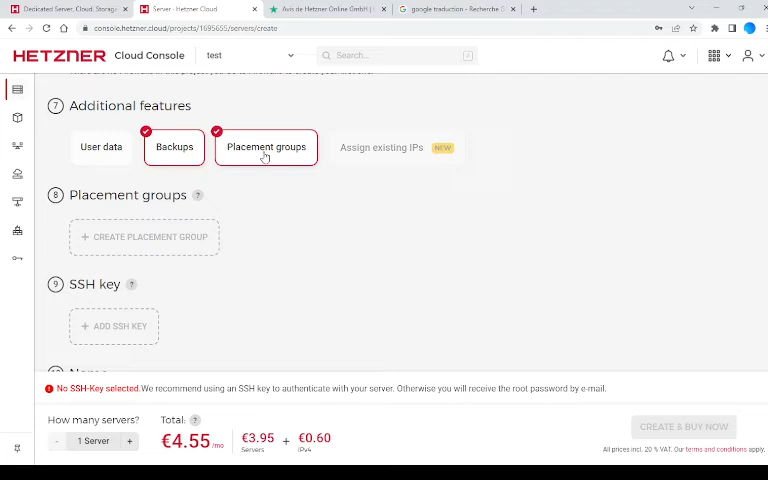 Dedicated Server, Cloud, Storage
Server - Hetzner Cloud
Avis de Hetzner Online GmbH |
google traduction - Recherche G
console.hetzner.cloud/projects/1695655/servers/create
HETZNER Cloud Console
test
Search...
7 Additional features
User data
Backups
Placement groups
Assign existing IPs NEW
8 Placement groups ?
+ CREATE PLACEMENT GROUP
9 SSH key ?
+ ADD SSH KEY
No SSH-Key selected. We recommend using an SSH key to authenticate with your server. Otherwise you will receive the root password by e-mail.
How many servers?
- 1 Server +
Total: ?
€4.55 /mo
€3.95
Servers
+
€0.60
IPv4
CREATE & BUY NOW
All prices incl. 20 % VAT. Our terms and conditions apply.